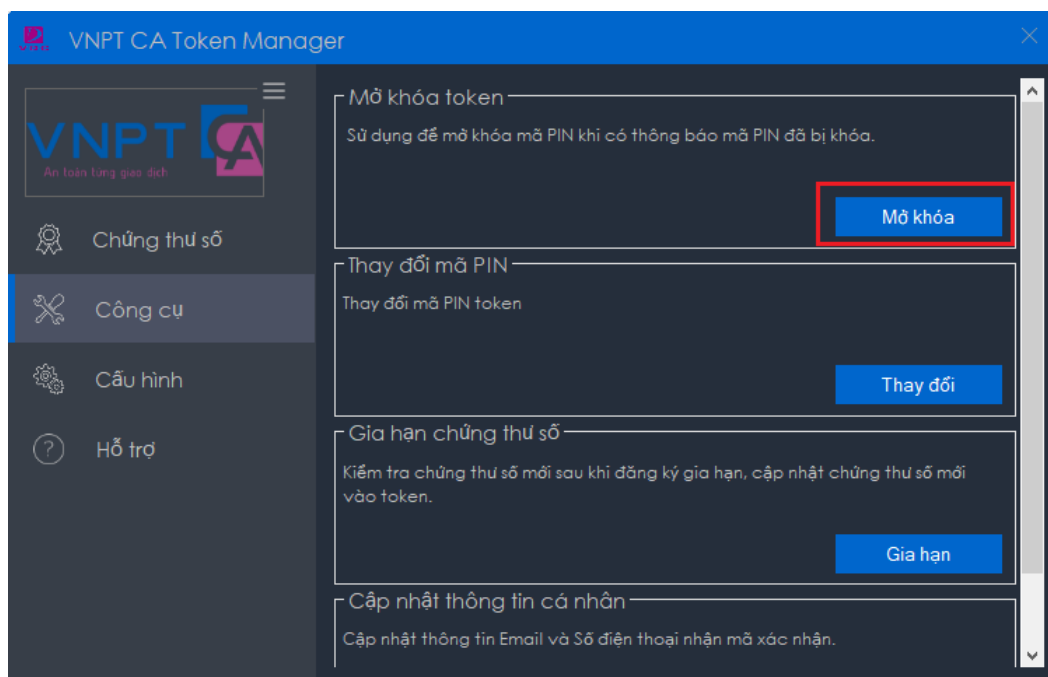 VNPT CA Token Manager
VNPT CA
An toàn từng giao dịch
Chứng thư số
Công cụ
Cấu hình
Hỗ trợ
Mở khóa token
Sử dụng để mở khóa mã PIN khi có thông báo mã PIN đã bị khóa.
Mở khóa
Thay đổi mã PIN
Thay đổi mã PIN token
Thay đổi
Gia hạn chứng thư số
Kiểm tra chứng thư số mới sau khi đăng ký gia hạn, cập nhật chứng thư số mới
vào token.
Gia hạn
Cập nhật thông tin cá nhân
Cập nhật thông tin Email và Số điện thoại nhận mã xác nhận.